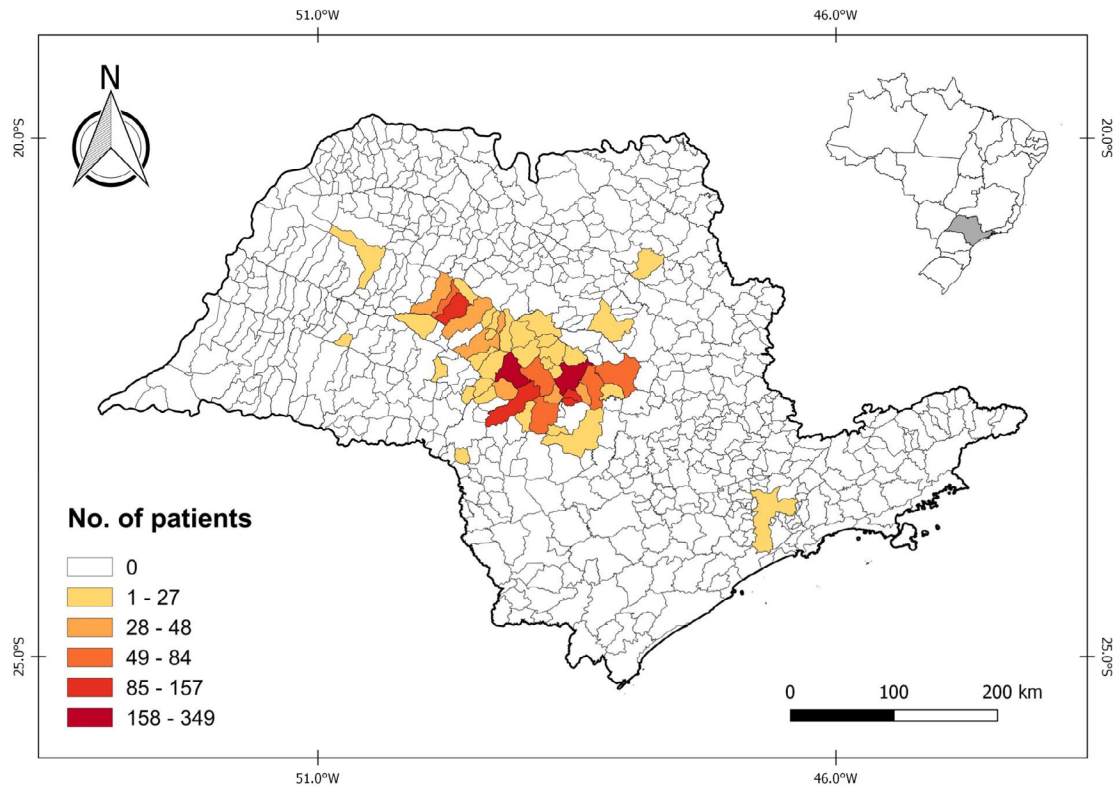 51.0°W 46.0°W
N
20.0°S 20.0°S
No. of patients
0
1 - 27
28 - 48
49 - 84
85 - 157
158 - 349
25.0°S 25.0°S
0 100 200 km
51.0°W 46.0°W